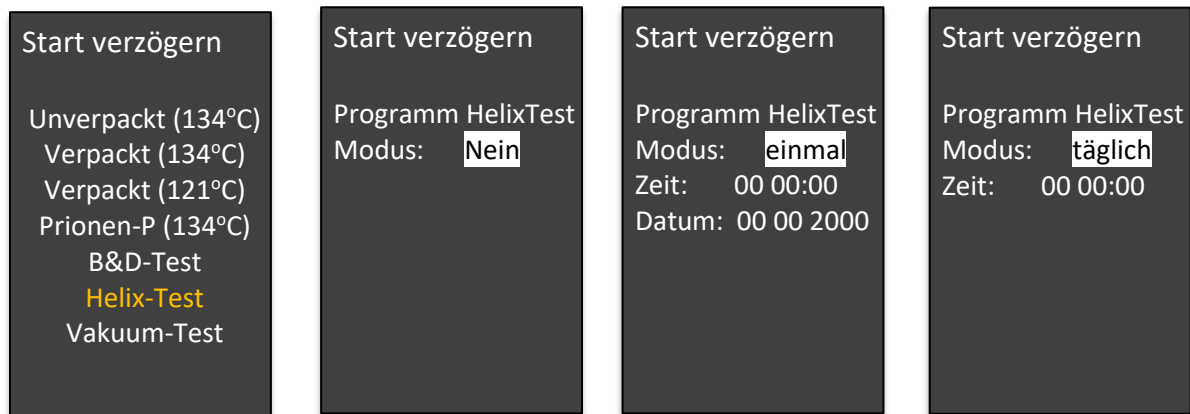 Start verzögern
Unverpackt (134°C)
Verpackt (134°C)
Verpackt (121°C)
Prionen-P (134°C)
B&D-Test
Helix-Test
Vakuum-Test
Start verzögern
Programm HelixTest
Modus: Nein
Start verzögern
Programm HelixTest
Modus: einmal
Zeit: 00 00:00
Datum: 00 00 2000
Start verzögern
Programm HelixTest
Modus: täglich
Zeit: 00 00:00